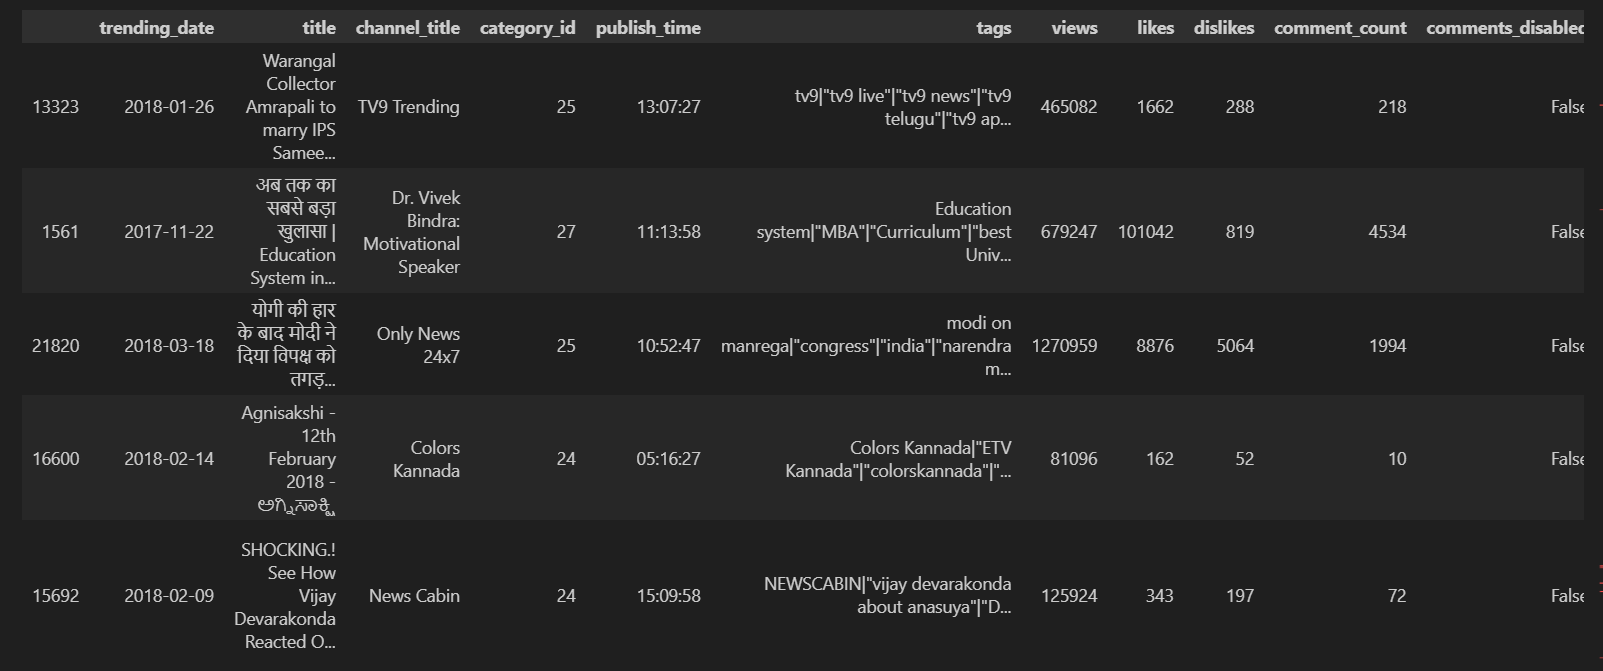 trending_date title channel_title category_id publish_time tags views likes dislikes comment_count comments_disabled
Warangal
Collector
Amrapali to
marry IPS
Samee...
13323 2018-01-26 TV9 Trending 25 13:07:27
tv9|"tv9 live"|"tv9 news"|"tv9
telugu"|"tv9 ap...
465082 1662 288 218 False
अब तक का
सबसे बड़ा
खुलासा |
Education
System in...
1561 2017-11-22
Dr. Vivek
Bindra:
Motivational
Speaker
27 11:13:58
Education
system|"MBA"|"Curriculum"|"best
Univ...
679247 101042 819 4534 False
योगी की हार
के बाद मोदी ने
दिया विपक्ष को
तगड़...
21820 2018-03-18
Only News
24x7
25 10:52:47
modi on
manrega|"congress"|"india"|"narendra
m...
1270959 8876 5064 1994 False
Agnisakshi -
12th
February
2018 -
ಅಗ್ನಿಸಾಕ್ಷಿ
16600 2018-02-14
Colors
Kannada
24 05:16:27
Colors Kannada|"ETV
Kannada"|"colorskannada"|"...
81096 162 52 10 False
SHOCKING.!
See How
Vijay
Devarakonda
Reacted O...
15692 2018-02-09 News Cabin 24 15:09:58
NEWSCABIN|"vijay devarakonda
about anasuya"|"D...
125924 343 197 72 False